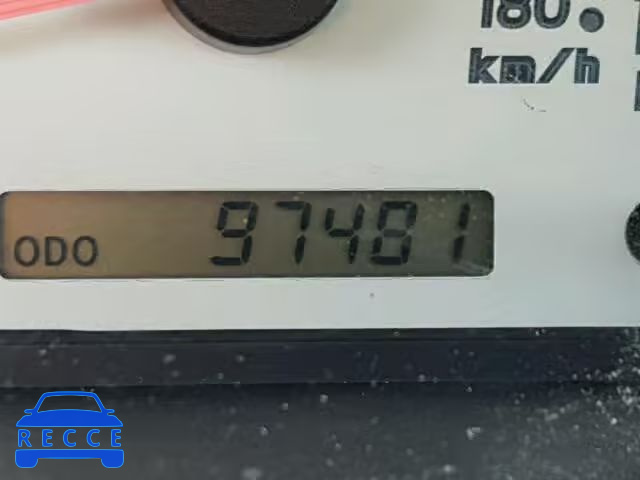 180.
km/h
ODO 97481
RECCE